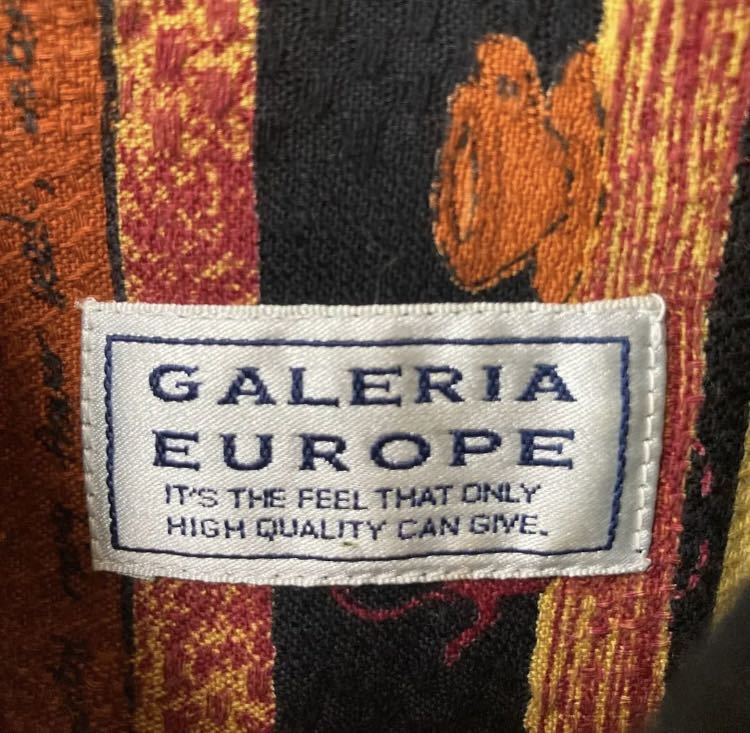 GALERIA
EUROPE
IT'S THE FEEL THAT ONLY
HIGH QUALITY CAN GIVE.